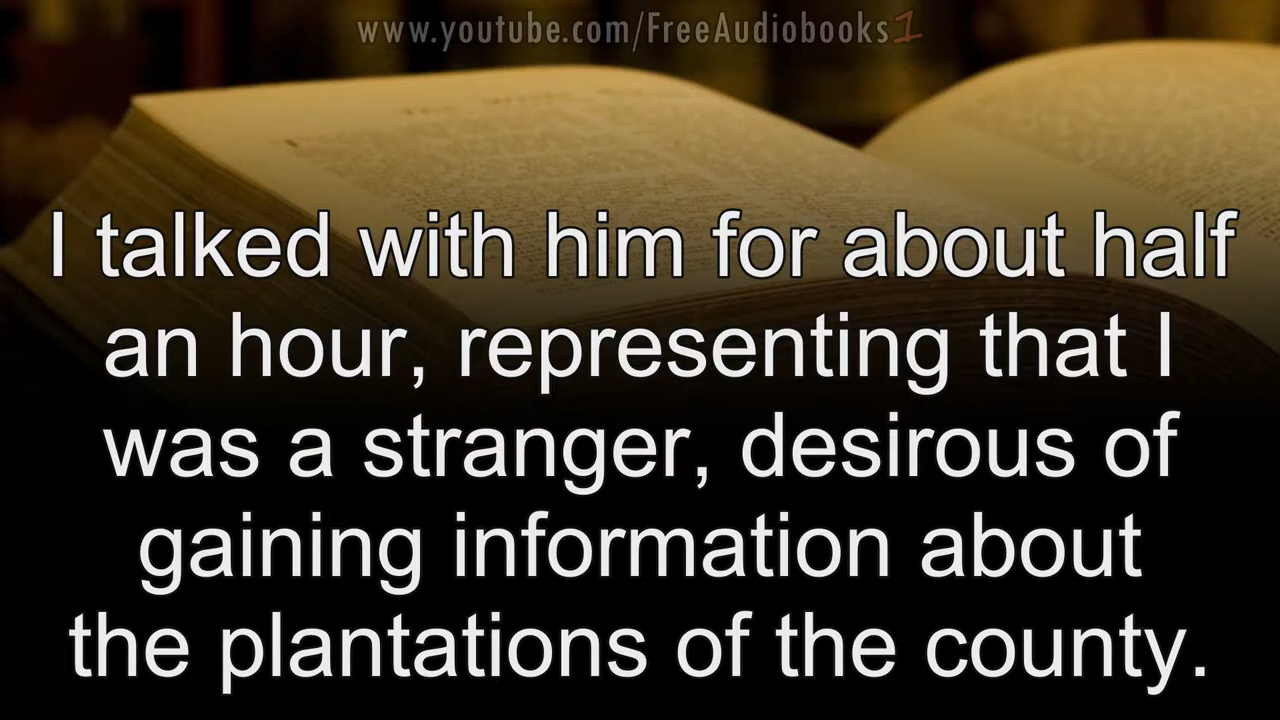 www.youtube.com/FreeAudiobooks1
I talked with him for about half
an hour, representing that I
was a stranger, desirous of
gaining information about
the plantations of the county.